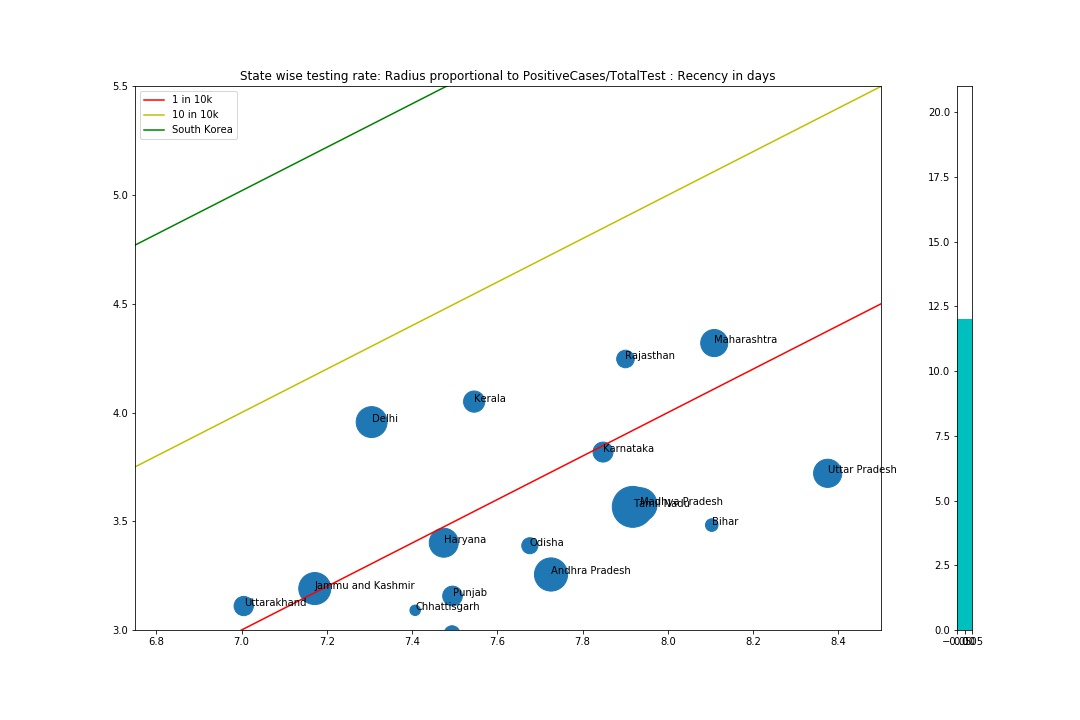 State wise testing rate: Radius proportional to PositiveCases/TotalTest : Recency in days
1 in 10k
10 in 10k
South Korea
5.5
5.0
4.5
4.0
3.5
3.0
Maharashtra
Rajasthan
Kerala
Delhi
Karnataka
Uttar Pradesh
Madhya Pradesh
Tamil Nadu
Bihar
Haryana
Odisha
Andhra Pradesh
Jammu and Kashmir
Punjab
Uttarakhand
Chhattisgarh
6.8 7.0 7.2 7.4 7.6 7.8 8.0 8.2 8.4
20.0
17.5
15.0
12.5
10.0
7.5
5.0
2.5
0.0